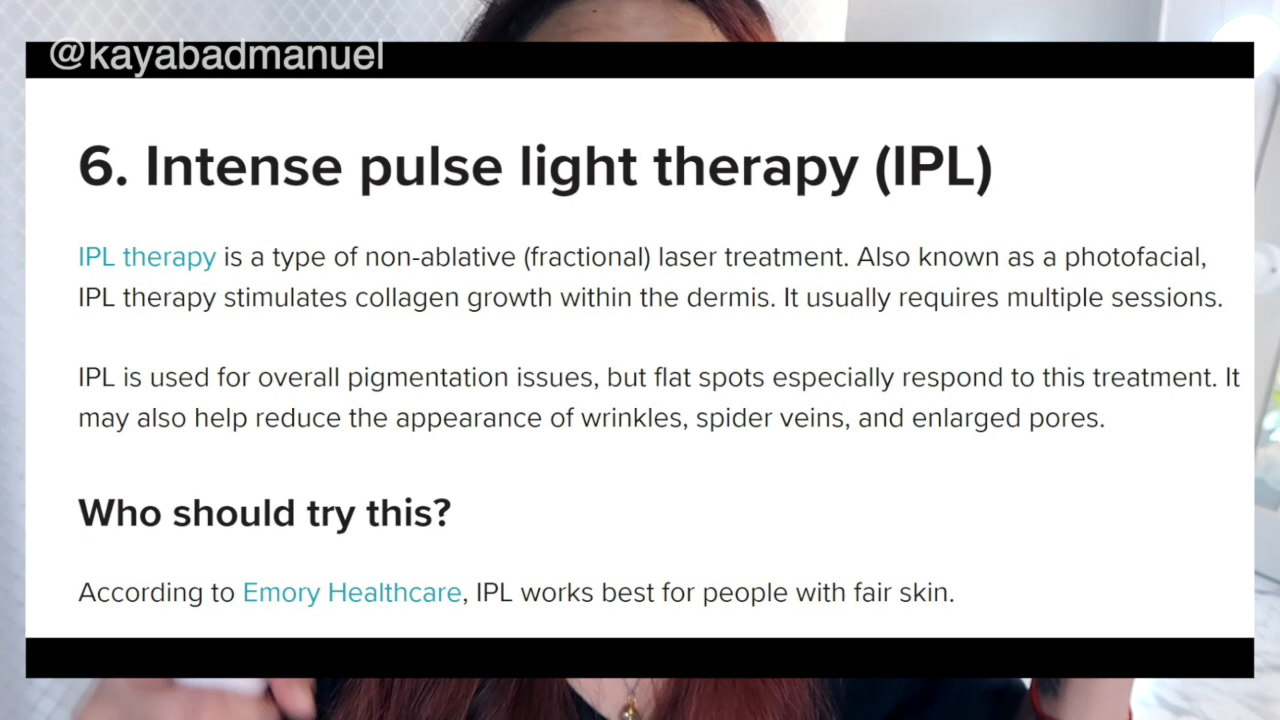 @kayabadmanuel
6. Intense pulse light therapy (IPL)
IPL therapy is a type of non-ablative (fractional) laser treatment. Also known as a photofacial,
IPL therapy stimulates collagen growth within the dermis. It usually requires multiple sessions.
IPL is used for overall pigmentation issues, but flat spots especially respond to this treatment. It
may also help reduce the appearance of wrinkles, spider veins, and enlarged pores.
Who should try this?
According to Emory Healthcare, IPL works best for people with fair skin.